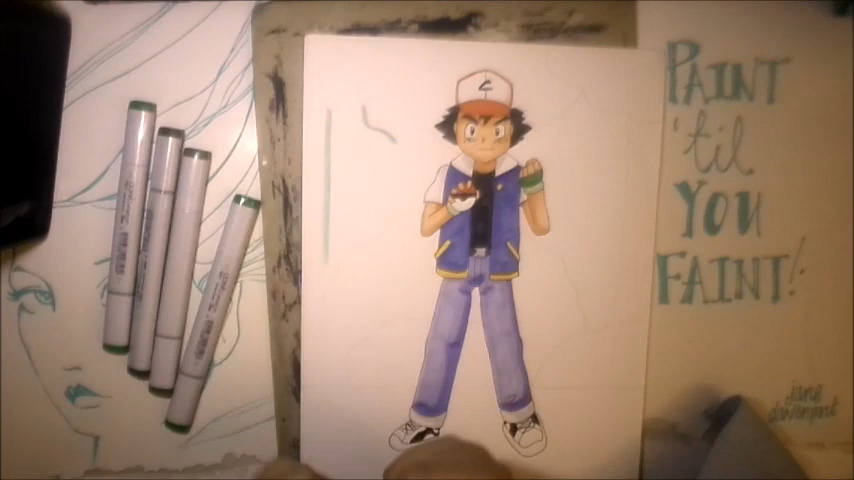 PAINT
'til
YOU
FAINT!
jane
davenport